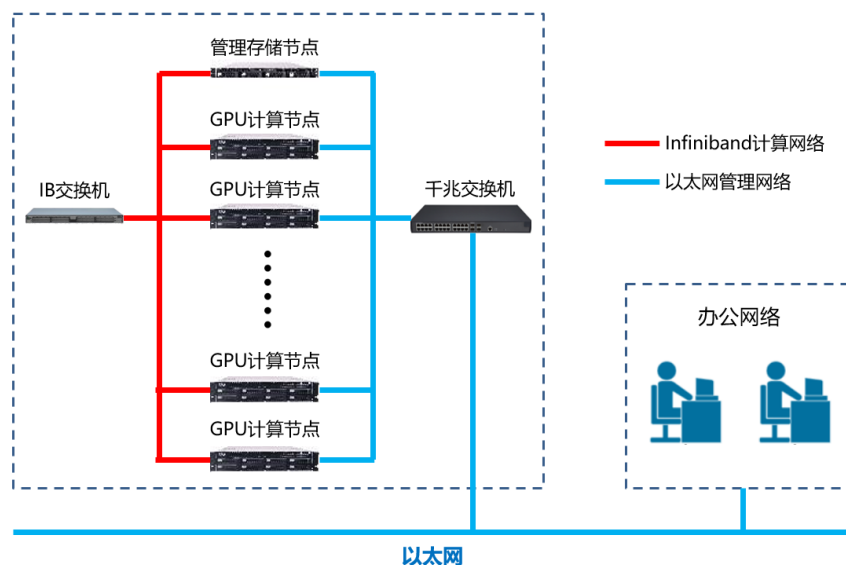 管理存储节点
GPU计算节点
Infiniband计算网络
IB交换机
GPU计算节点
千兆交换机
以太网管理网络
办公网络
GPU计算节点
GPU计算节点
以太网